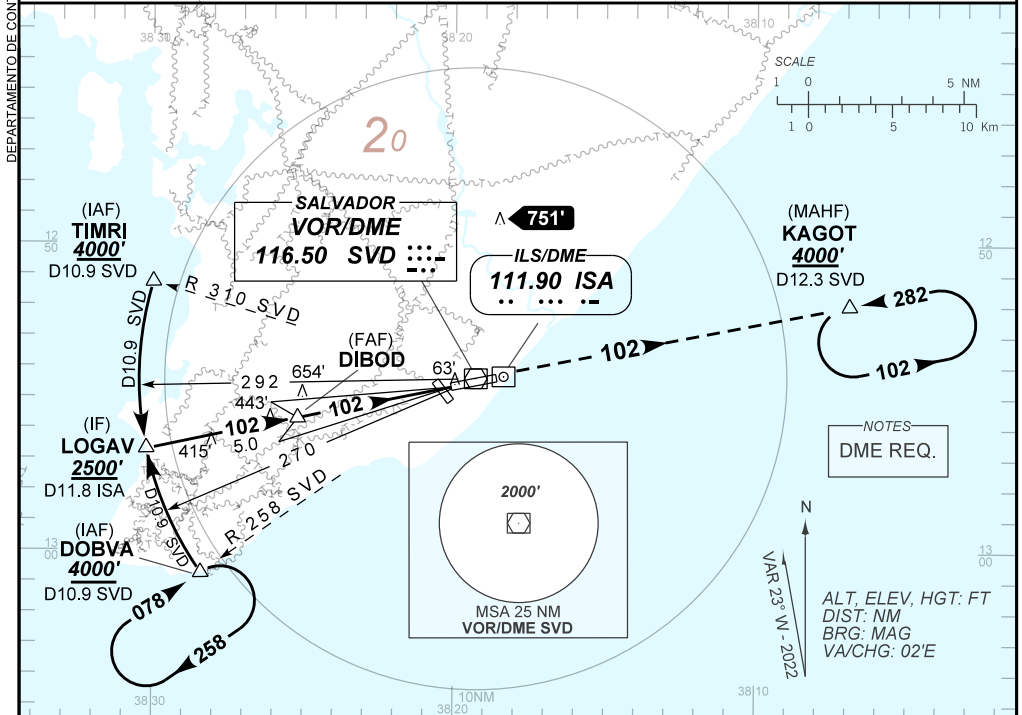 DEPARTAMENTO DE CON
38 30
38 20
38 10
SCALE
1 0 5 NM
1 0 5 10 Km
20
SALVADOR
VOR/DME
116.50 SVD
751'
ILS/DME
111.90 ISA
(IAF)
TIMRI
4000'
D10.9 SVD
12
50
12
50
(MAHF)
KAGOT
4000'
D12.3 SVD
R 310 SVD
D10.9 SVD
282
102
102
(FAF)
DIBOD
654'
63'
292
443'
102
102
415'
5.0
270
(IF)
LOGAV
2500'
D11.8 ISA
NOTES
DME REQ.
D10.9 SVD
R 258 SVD
(IAF)
DOBVA
4000'
D10.9 SVD
13
00
13
00
078
258
2000'
MSA 25 NM
VOR/DME SVD
N
VAR 23° W - 2022
ALT, ELEV, HGT: FT
DIST: NM
BRG: MAG
VA/CHG: 02'E
38 30
10NM
38 20
38 10